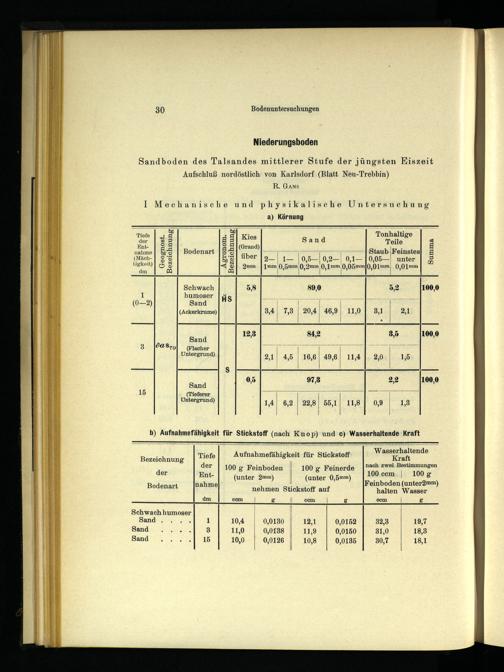 30 Bodenuntersuchungen
Niederungsboden
Sandboden des Talsandes mittlerer Stufe der jüngsten Eiszeit
Aufschluß nordöstlich von Karlsdorf (Blatt Neu-Trebbin)
R. Gans
I Mechanische und physikalische Untersuchung
a) Körnung
Tiefe der Entnahme (Mächtigkeit) dm | Geognost. Bezeichnung | Bodenart | Agronom. Bezeichnung | Kies (Grand) über 2mm | Sand | Tonhaltige Teile | Summa
2—1mm | 1—0,5mm | 0,5—0,2mm | 0,2—0,1mm | 0,1—0,05mm | Staub 0,05—0,01mm | Feinstes unter 0,01mm
1 (0—2) | Schwach humoser Sand (Ackerkrume) | 5,8 | 89,0 | 5,2 | 100,0
3,4 | 7,3 | 20,4 | 46,9 | 11,0 | 3,1 | 2,1
3 | Sand (Flacher Untergrund) | S | 12,3 | 84,2 | 3,5 | 100,0
2,1 | 4,5 | 16,6 | 49,6 | 11,4 | 2,0 | 1,5
15 | Sand (Tieferer Untergrund) | 0,5 | 97,3 | 2,2 | 100,0
1,4 | 6,2 | 22,8 | 55,1 | 11,8 | 0,9 | 1,3
b) Aufnahmefähigkeit für Stickstoff (nach Knop) und c) Wasserhaltende Kraft
Bezeichnung der Bodenart | Tiefe der Entnahme dm | Aufnahmefähigkeit für Stickstoff | Wasserhaltende Kraft nach zwei Bestimmungen
100 g Feinboden (unter 2mm) | 100 g Feinerde (unter 0,5mm) | 100 ccm | 100 g
nehmen Stickstoff auf | Feinboden (unter 2mm) halten Wasser
ccm | g | ccm | g | ccm | g
Schwach humoser
Sand . . . . | 1 | 10,4 | 0,0130 | 12,1 | 0,0152 | 32,3 | 19,7
Sand . . . . | 3 | 11,0 | 0,0138 | 11,9 | 0,0150 | 31,0 | 18,3
Sand . . . . | 15 | 10,0 | 0,0126 | 10,8 | 0,0135 | 30,7 | 18,1